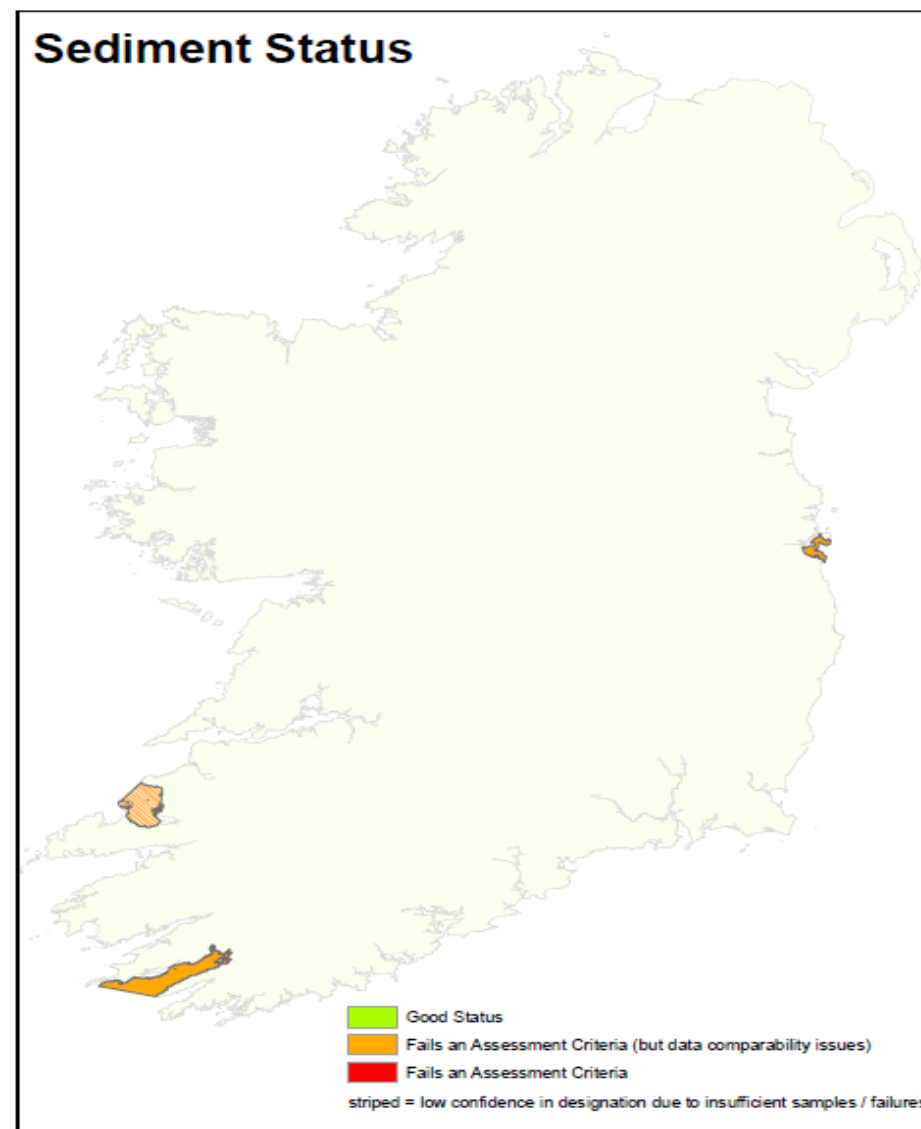 Sediment Status
Good Status
Fails an Assessment Criteria (but data comparability issues)
Fails an Assessment Criteria
striped = low confidence in designation due to insufficient samples / failures